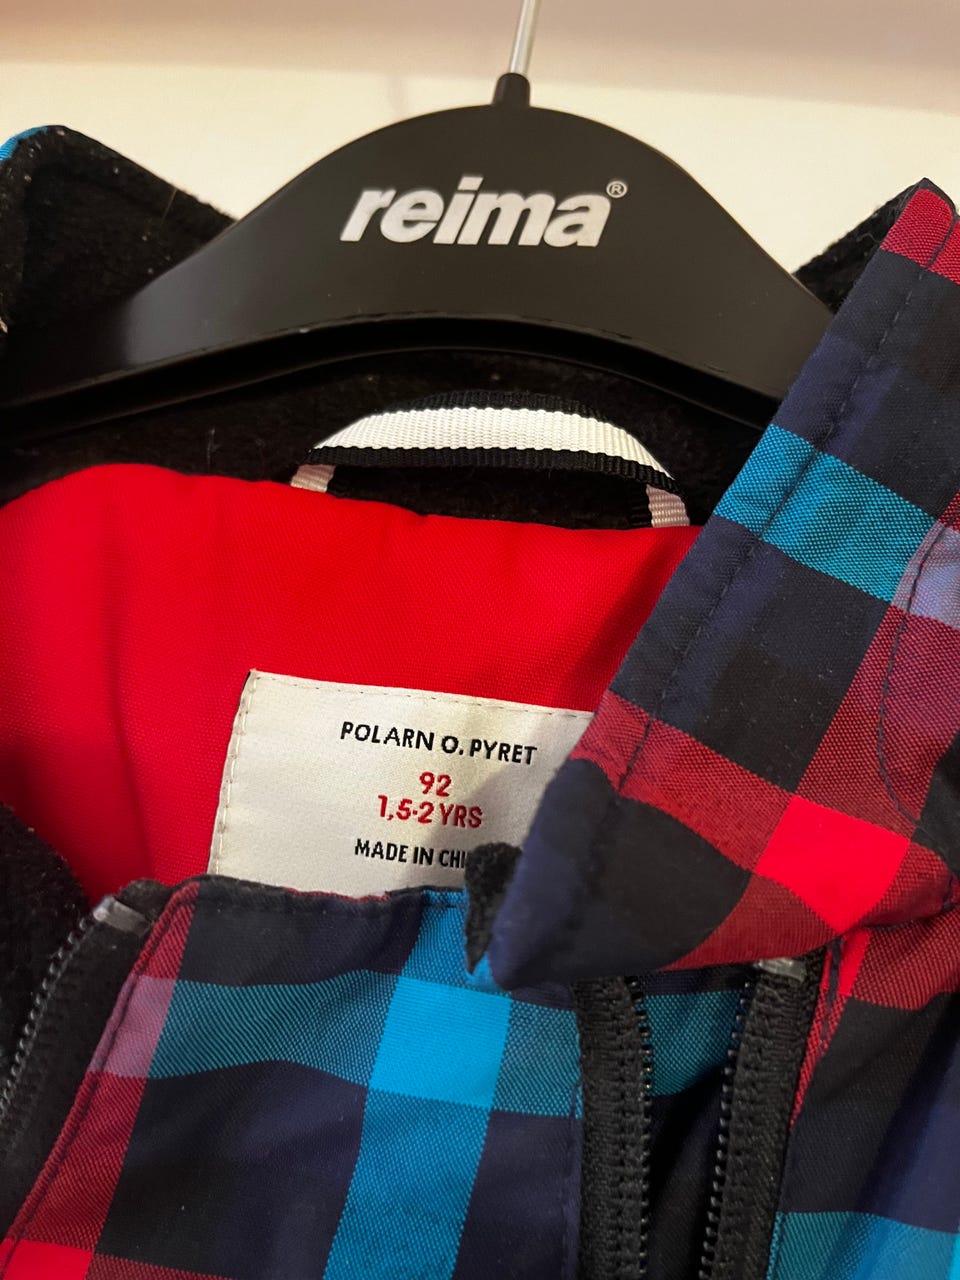 reima®
POLARN O. PYRET
92
1,5-2 YRS
MADE IN